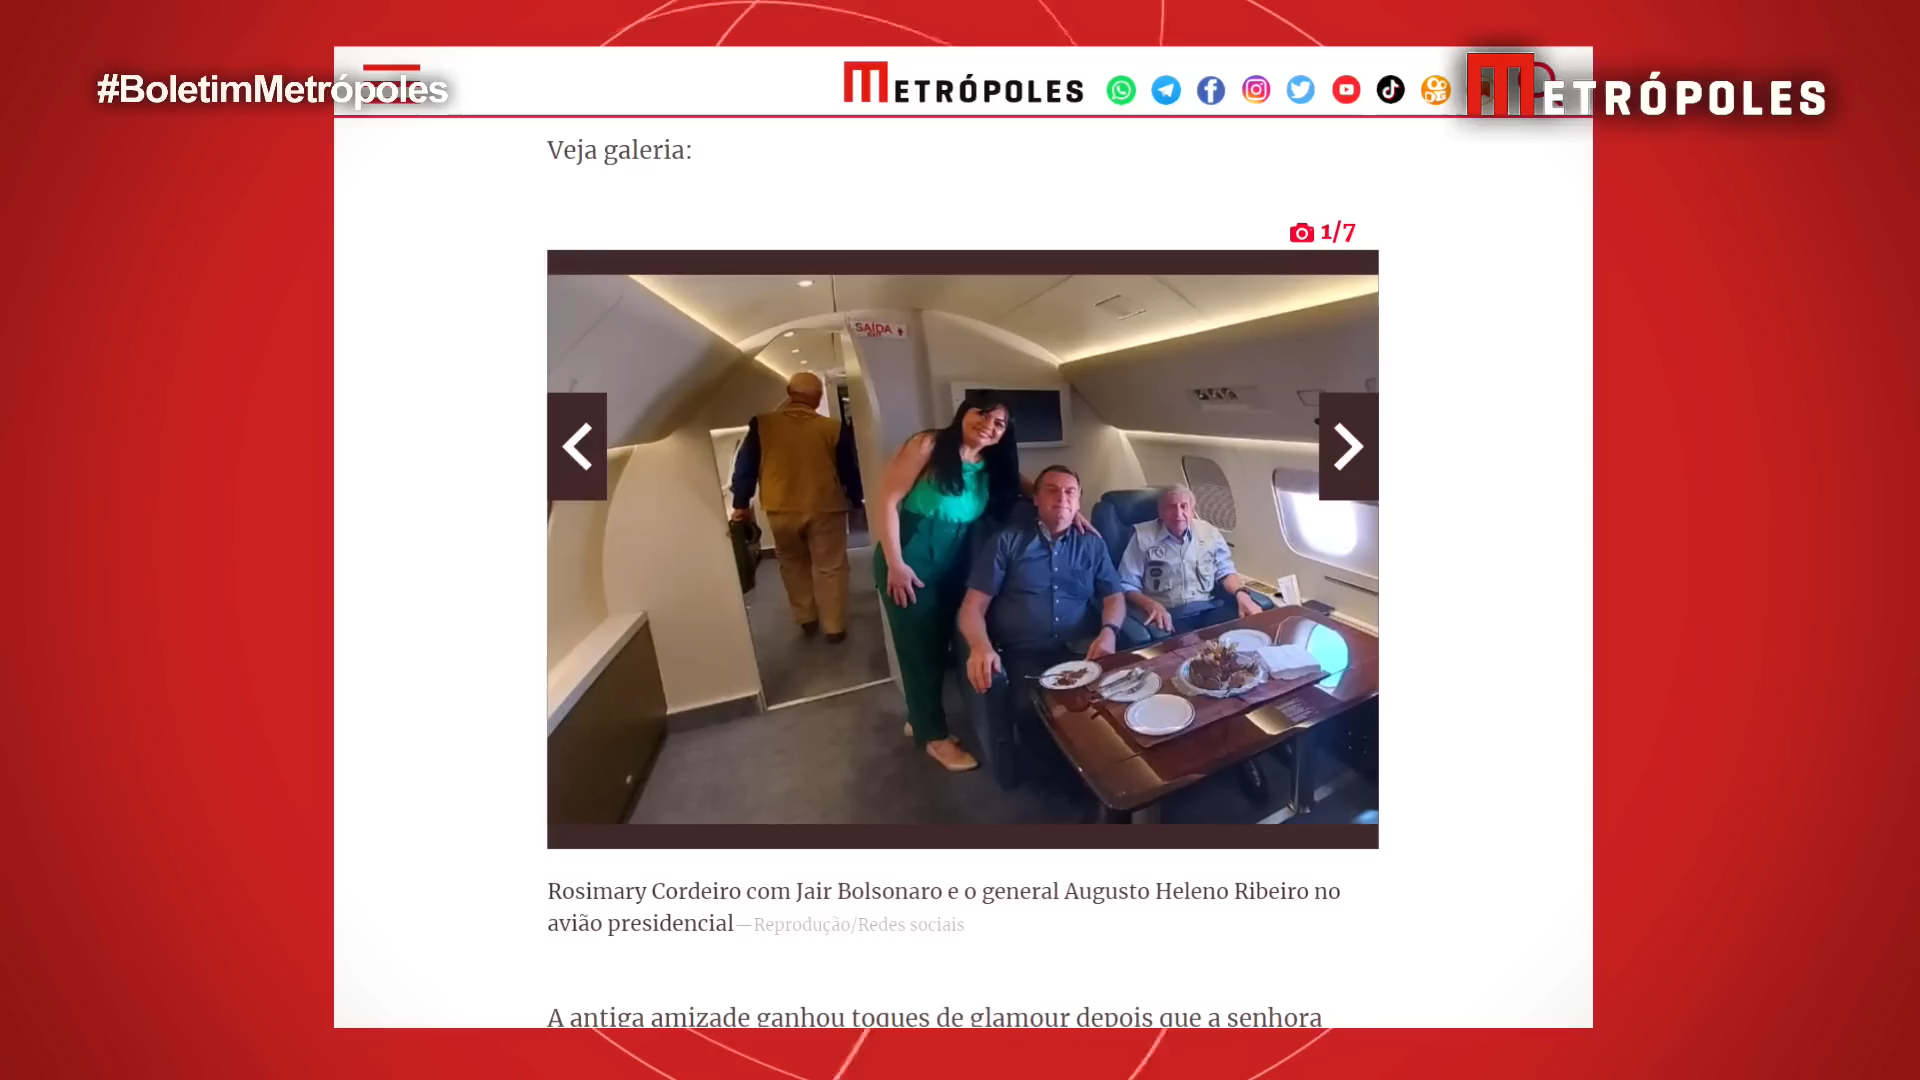 #BoletimMetrópoles
METRÓPOLES
METRÓPOLES
Veja galeria:
1/7
SAÍDA
EXIT
Rosimary Cordeiro com Jair Bolsonaro e o general Augusto Heleno Ribeiro no
avião presidencial—Reprodução/Redes sociais
A antiga amizade ganhou toques de glamour depois que a senhora